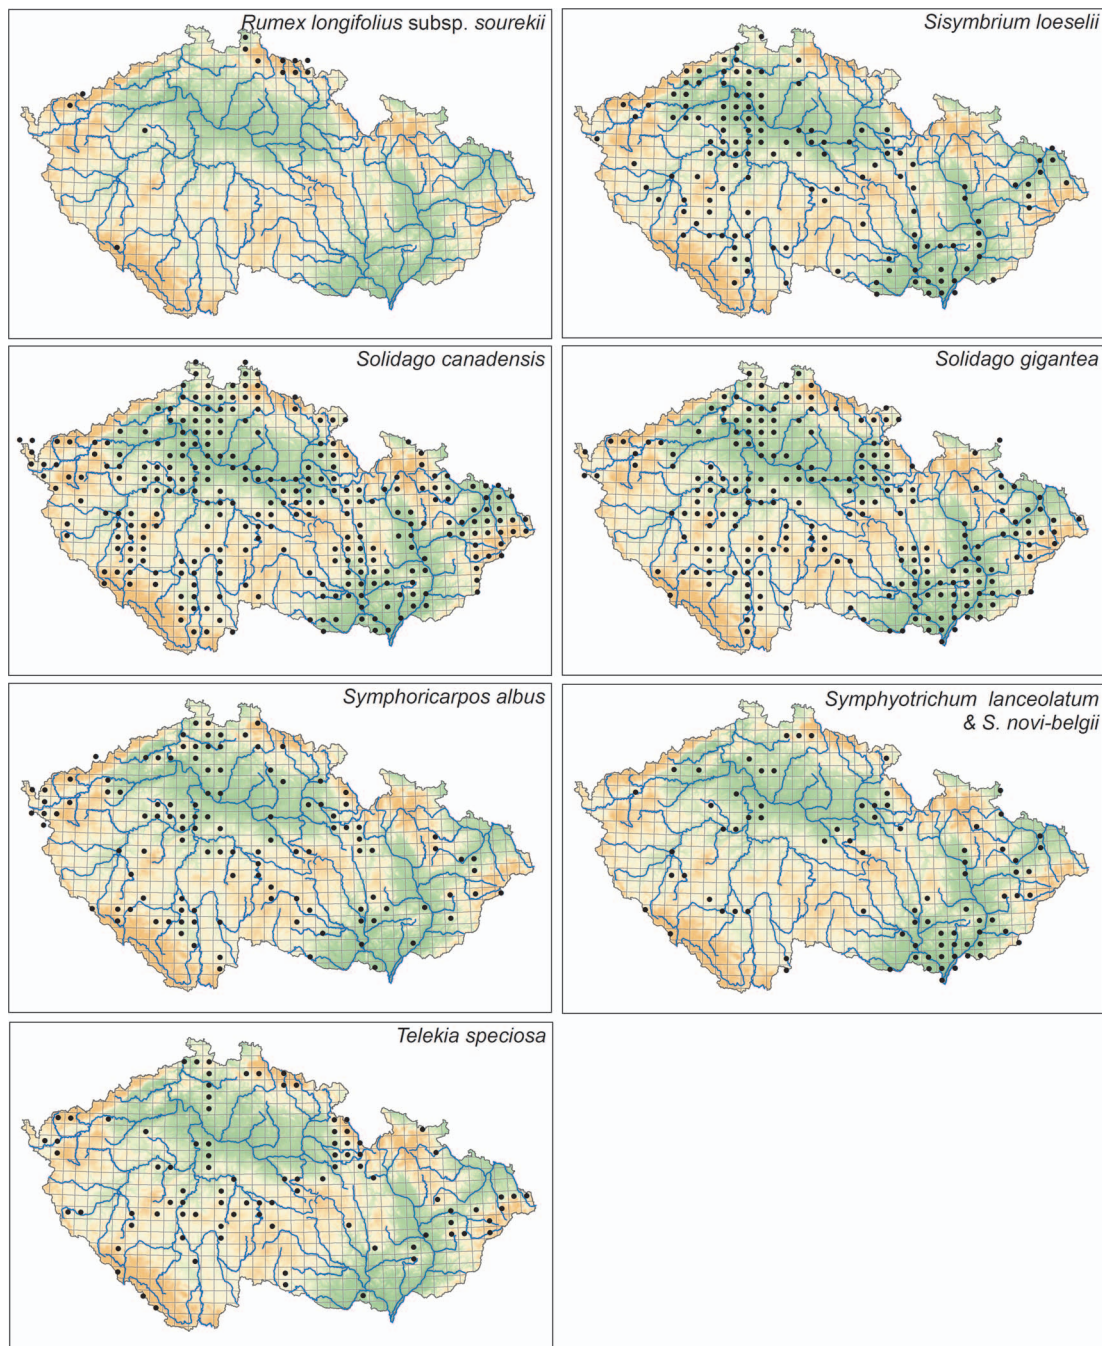 Rumex longifolius subsp. sourekii
Sisymbrium loeselii
Solidago canadensis
Solidago gigantea
Symphoricarpos albus
Symphyotrichum lanceolatum
& S. novi-belgii
Telekia speciosa